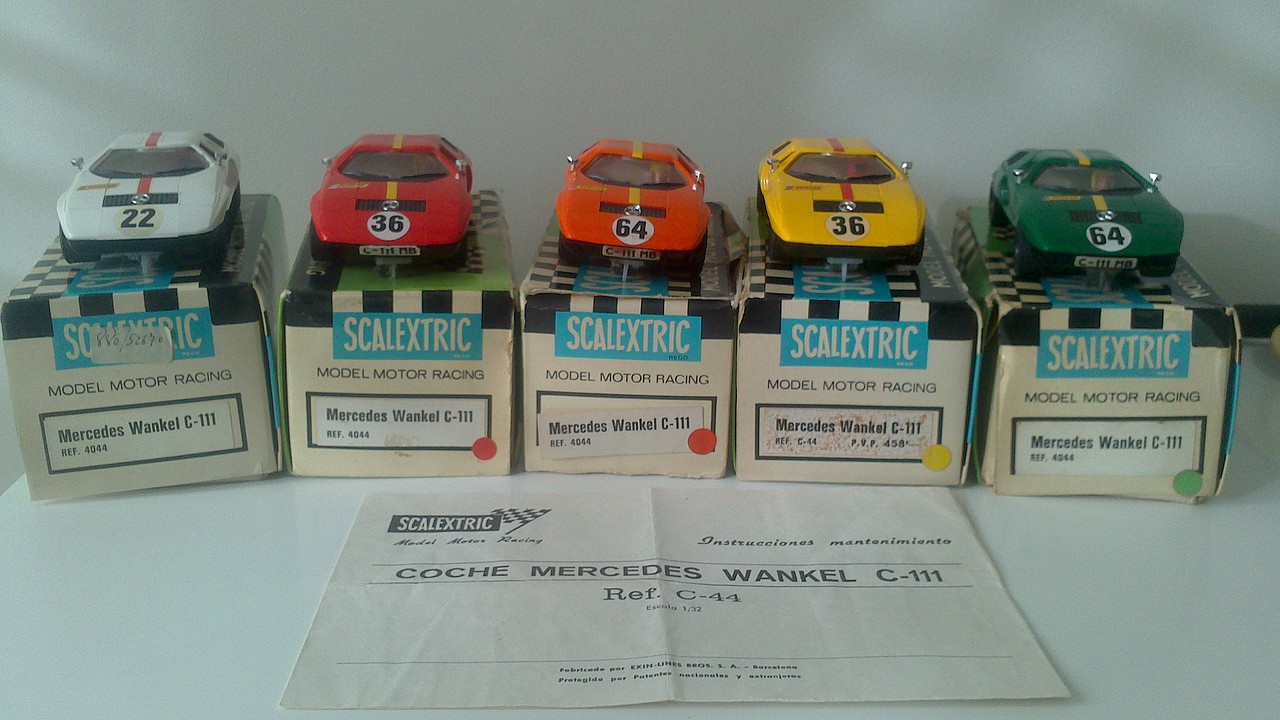 22
36
C-111 MB
64
C-111 MB
36
64
C-111 MB
SCALEXTRIC
MODEL MOTOR RACING
Mercedes Wankel C-111
REF. 4044
SCALEXTRIC
MODEL MOTOR RACING
Mercedes Wankel C-111
REF. 4044
SCALEXTRIC
REGD.
MODEL MOTOR RACING
Mercedes Wankel C-111
REF. 4044
SCALEXTRIC
MODEL MOTOR RACING
Mercedes Wankel C-111
REF. C-44 P.V.P. 458'-
SCALEXTRIC
MODEL MOTOR RACING
Mercedes Wankel C-111
REF. 4044
SCALEXTRIC
Model Motor Racing
Instrucciones mantenimiento
COCHE MERCEDES WANKEL C-111
Ref. C-44
Escala 1/32
Fabricado por EXIN-LINES BROS. S. A. - Barcelona
Protegido por Patentes nacionales y extranjeras